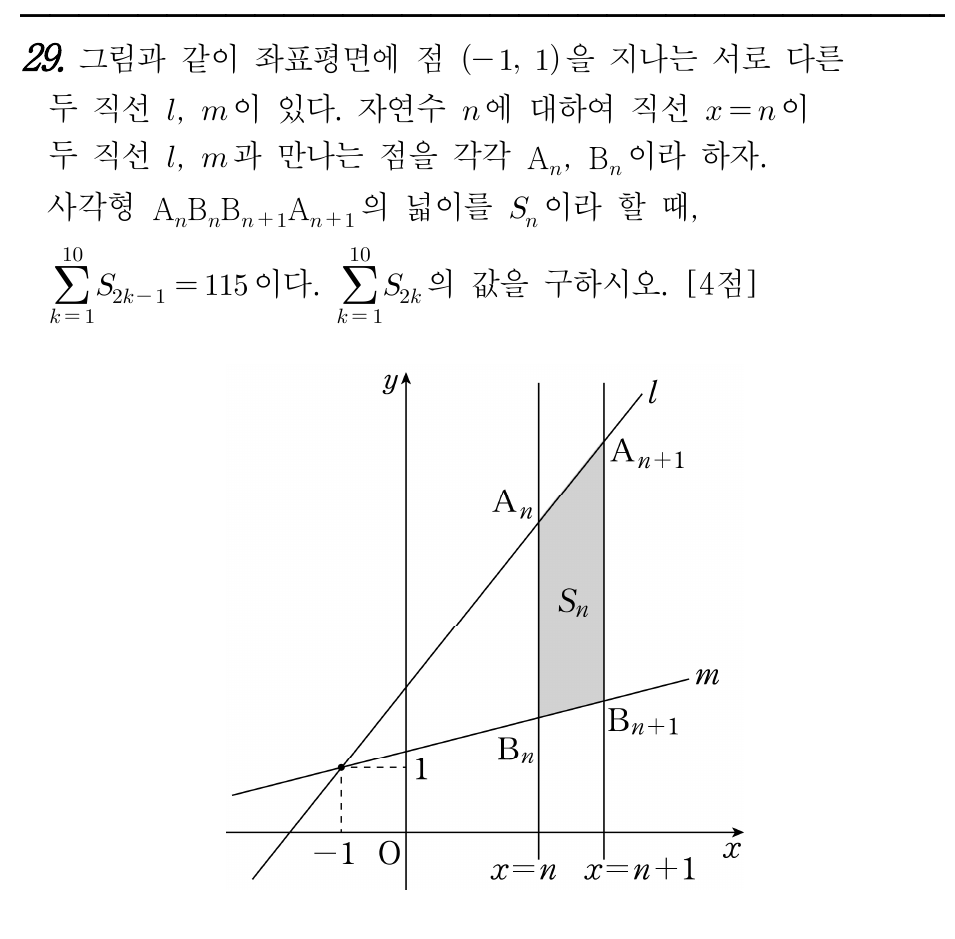 29. 그림과 같이 좌표평면에 점 (−1, 1)을 지나는 서로 다른
두 직선 l, m이 있다. 자연수 n에 대하여 직선 x=n이
두 직선 l, m과 만나는 점을 각각 Aₙ, Bₙ이라 하자.
사각형 AₙBₙBₙ₊₁Aₙ₊₁의 넓이를 Sₙ이라 할 때,
∑_{k=1}^{10} S_{2k−1} = 115이다. ∑_{k=1}^{10} S_{2k}의 값을 구하시오. [4점]
y
l
Aₙ₊₁
Aₙ
Sₙ
m
Bₙ₊₁
Bₙ
1
−1 O
x
x=n x=n+1